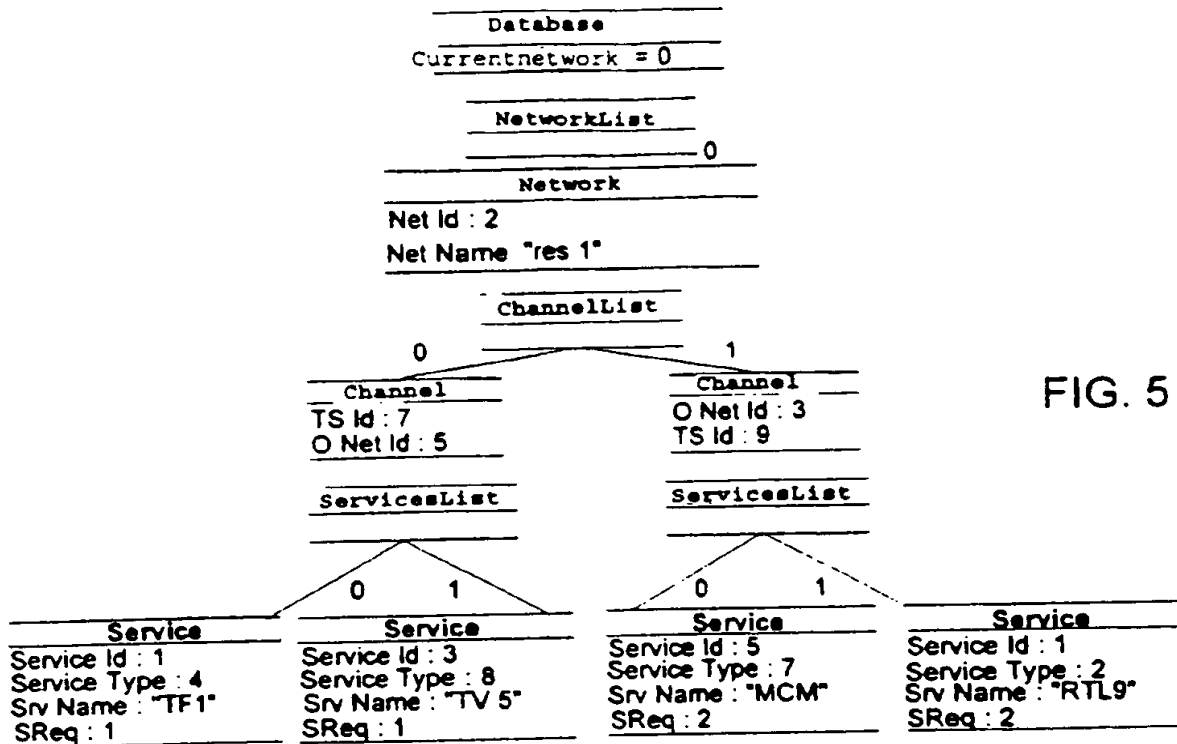 Database
Currentnetwork = 0
NetworkList
0
Network
Net Id : 2
Net Name "res 1"
ChannelList
0 1
Channel
TS Id : 7
O Net Id : 5
Channel
O Net Id : 3
TS Id : 9
FIG. 5
ServicesList
ServicesList
0 1
0 1
Service
Service Id : 1
Service Type : 4
Srv Name : "TF1"
SReq : 1
Service
Service Id : 3
Service Type : 8
Srv Name : "TV 5"
SReq : 1
Service
Service Id : 5
Service Type : 7
Srv Name : "MCM"
SReq : 2
Service
Service Id : 1
Service Type : 2
Srv Name : "RTL9"
SReq : 2